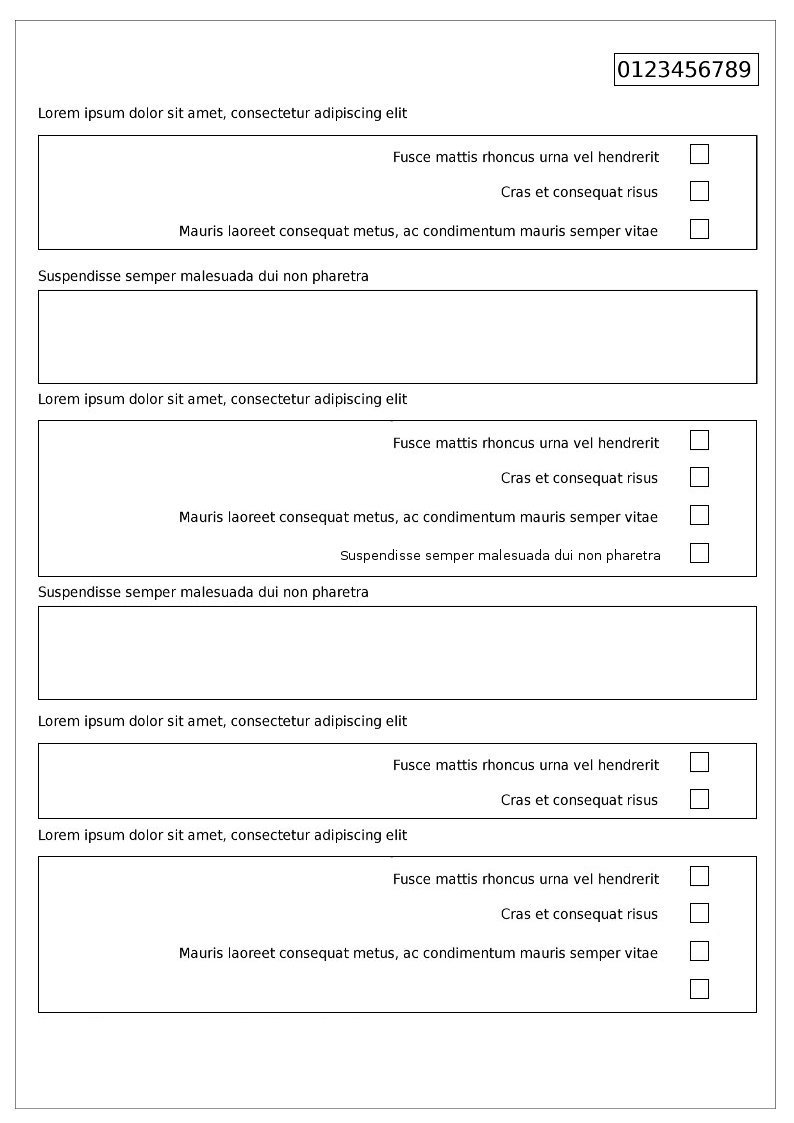 0123456789
Lorem ipsum dolor sit amet, consectetur adipiscing elit
Fusce mattis rhoncus urna vel hendrerit
Cras et consequat risus
Mauris laoreet consequat metus, ac condimentum mauris semper vitae
Suspendisse semper malesuada dui non pharetra
Lorem ipsum dolor sit amet, consectetur adipiscing elit
Fusce mattis rhoncus urna vel hendrerit
Cras et consequat risus
Mauris laoreet consequat metus, ac condimentum mauris semper vitae
Suspendisse semper malesuada dui non pharetra
Suspendisse semper malesuada dui non pharetra
Lorem ipsum dolor sit amet, consectetur adipiscing elit
Fusce mattis rhoncus urna vel hendrerit
Cras et consequat risus
Lorem ipsum dolor sit amet, consectetur adipiscing elit
Fusce mattis rhoncus urna vel hendrerit
Cras et consequat risus
Mauris laoreet consequat metus, ac condimentum mauris semper vitae